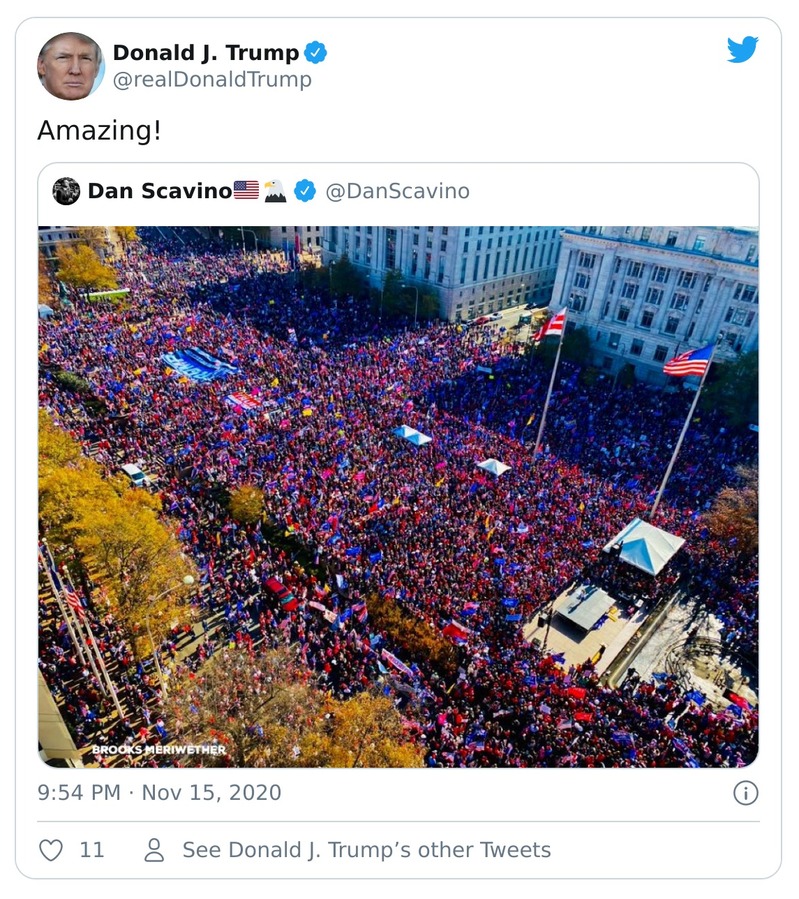 Donald J. Trump
@realDonaldTrump
Amazing!
Dan Scavino🇺🇸🦅 @DanScavino
BROOKS MERIWETHER
9:54 PM · Nov 15, 2020
11 See Donald J. Trump’s other Tweets